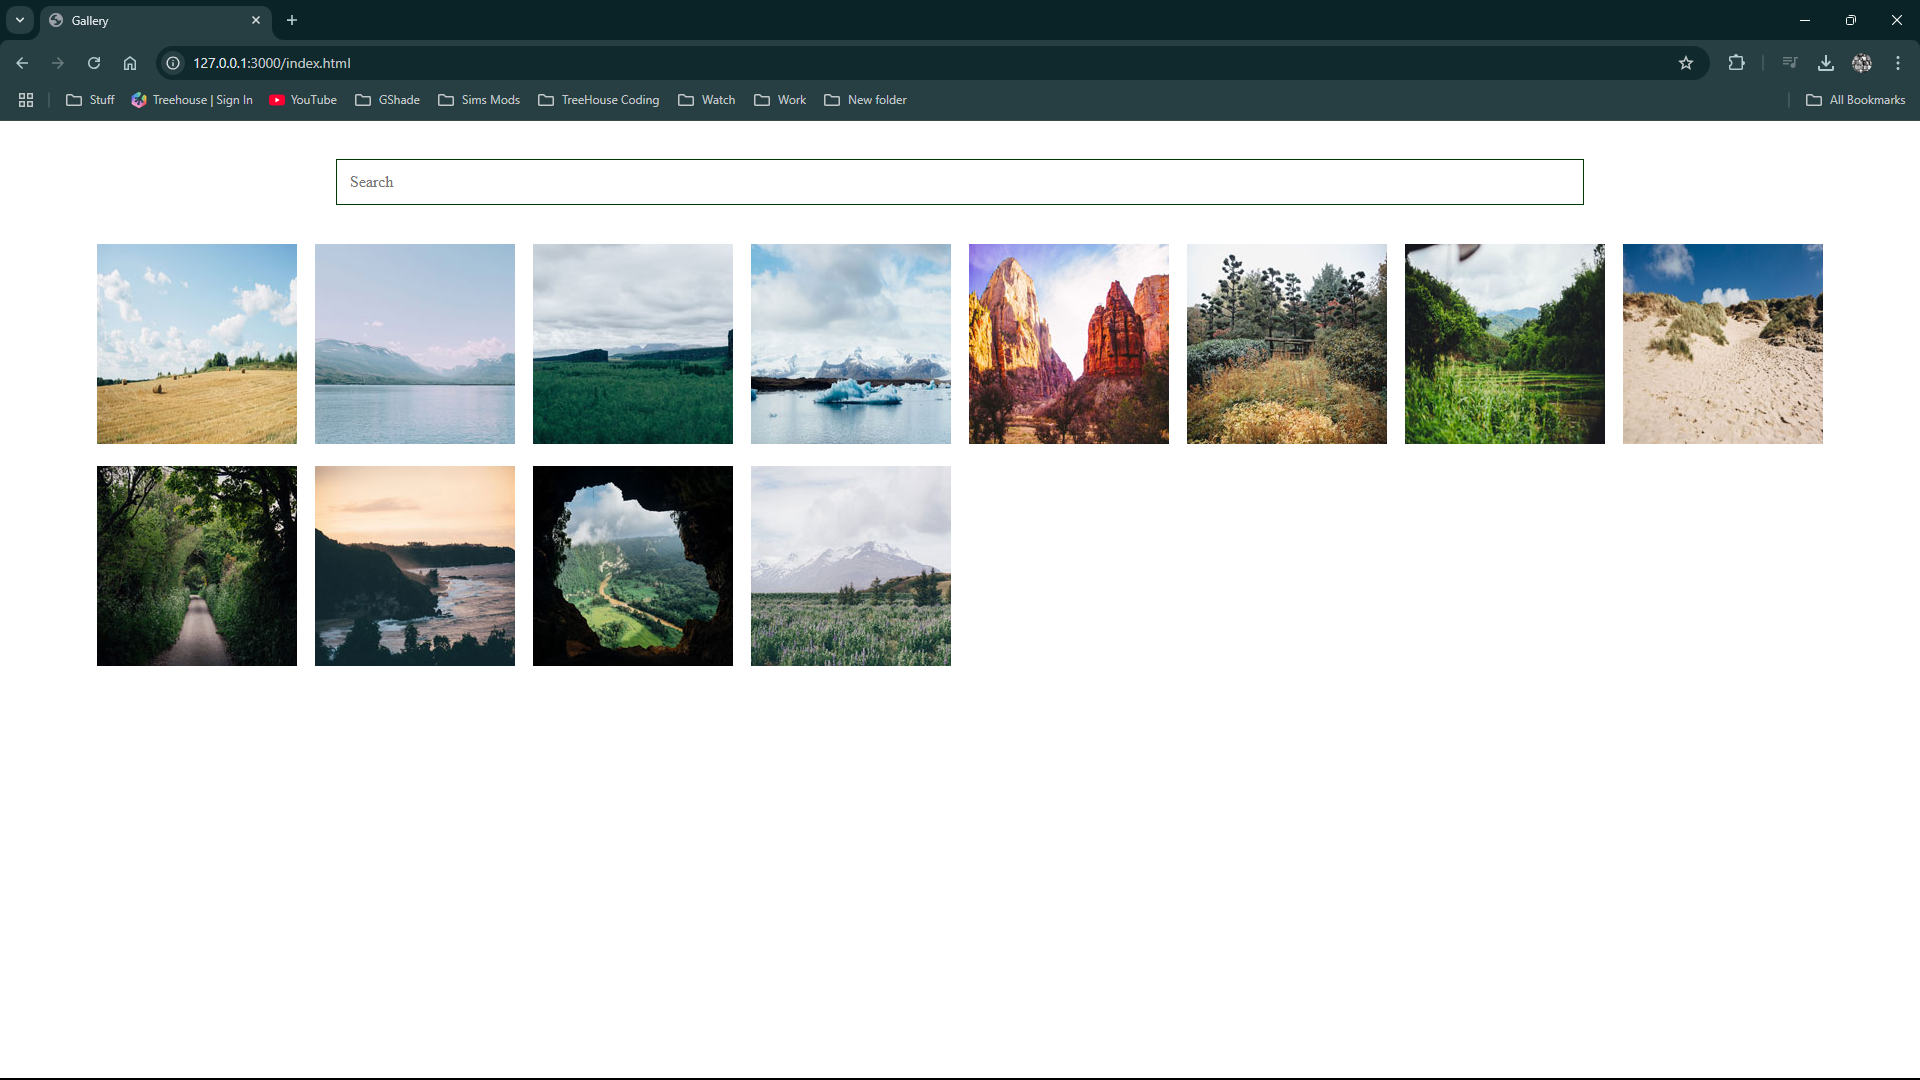 Gallery
127.0.0.1:3000/index.html
Stuff Treehouse | Sign In YouTube GShade Sims Mods TreeHouse Coding Watch Work New folder All Bookmarks
Search